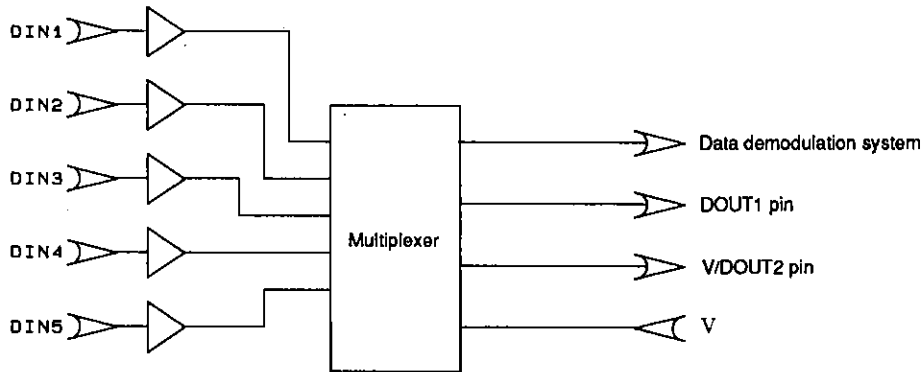 DIN1
DIN2
DIN3
DIN4
DIN5
Multiplexer
Data demodulation system
DOUT1 pin
V/DOUT2 pin
V